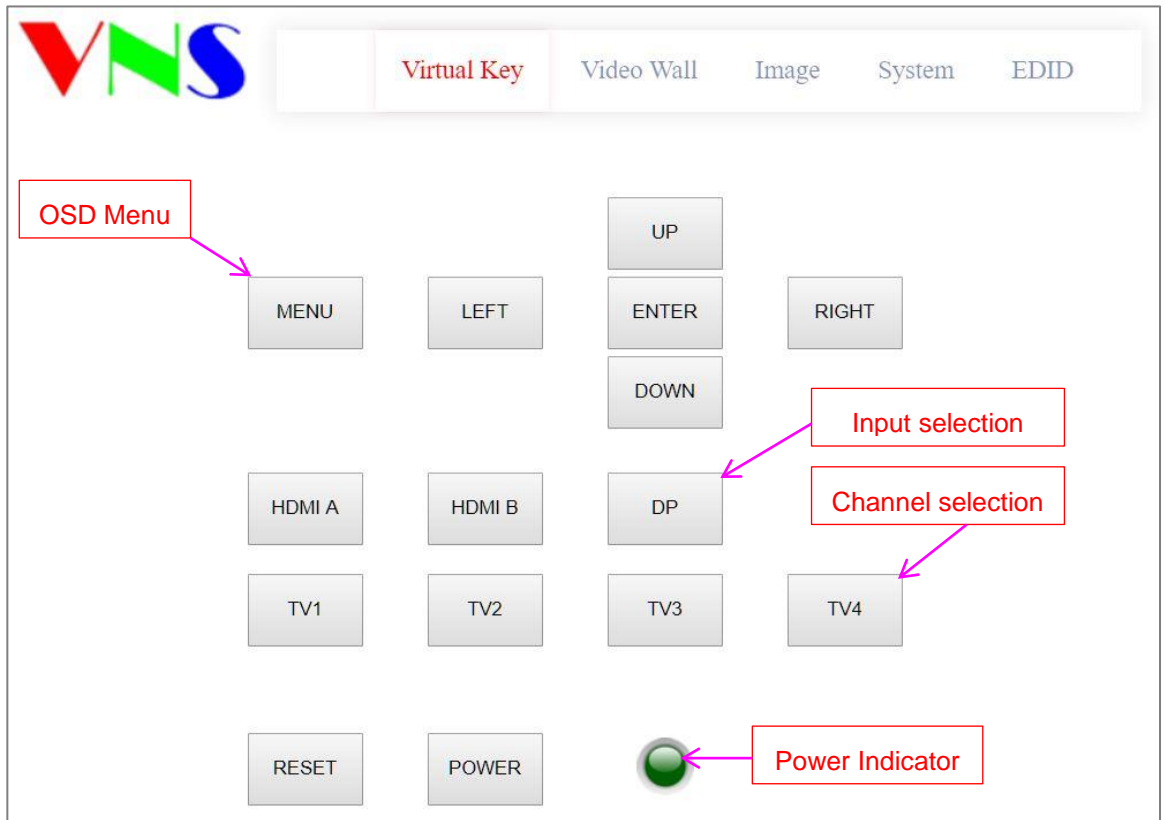 VNS
Virtual Key Video Wall Image System EDID
OSD Menu
UP
MENU LEFT ENTER RIGHT
DOWN
Input selection
HDMI A HDMI B DP
Channel selection
TV1 TV2 TV3 TV4
RESET POWER
Power Indicator